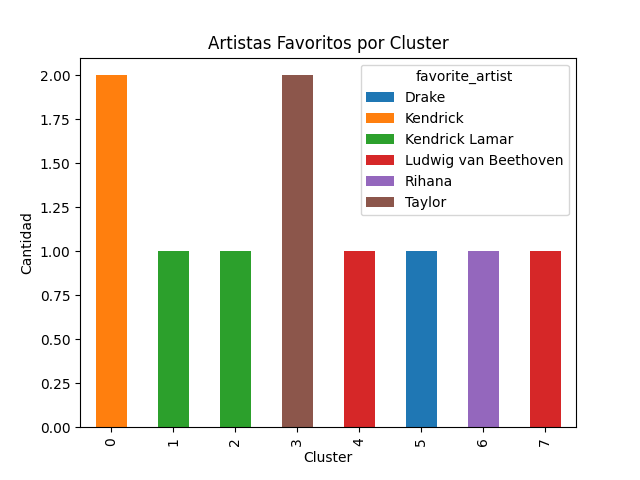 Artistas Favoritos por Cluster
favorite_artist
Drake
Kendrick
Kendrick Lamar
Ludwig van Beethoven
Rihana
Taylor
Cantidad
2.00
1.75
1.50
1.25
1.00
0.75
0.50
0.25
0.00
0 1 2 3 4 5 6 7
Cluster